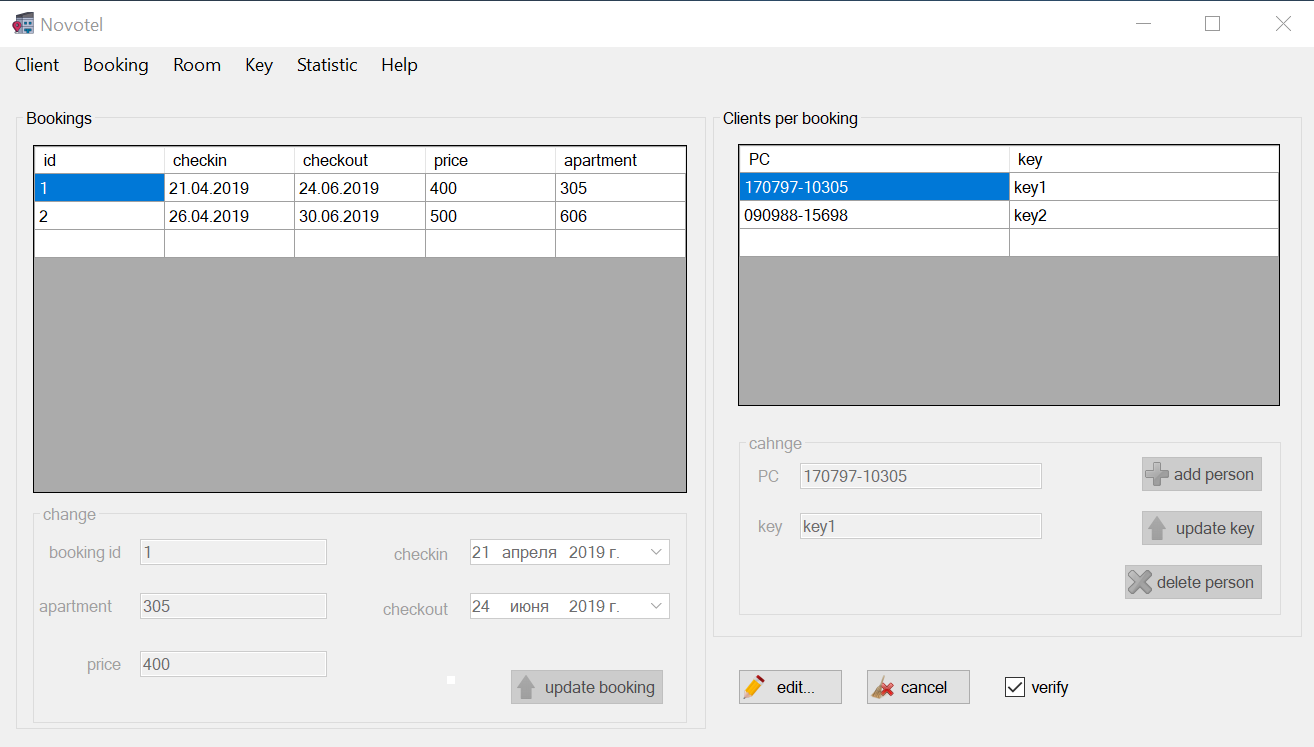 Novotel
Client Booking Room Key Statistic Help
Bookings
id checkin checkout price apartment
1 21.04.2019 24.06.2019 400 305
2 26.04.2019 30.06.2019 500 606
change
booking id 1 checkin 21 апреля 2019 г.
apartment 305 checkout 24 июня 2019 г.
price 400
update booking
Clients per booking
PC key
170797-10305 key1
090988-15698 key2
cahnge
PC 170797-10305 add person
key key1 update key
delete person
edit... cancel verify